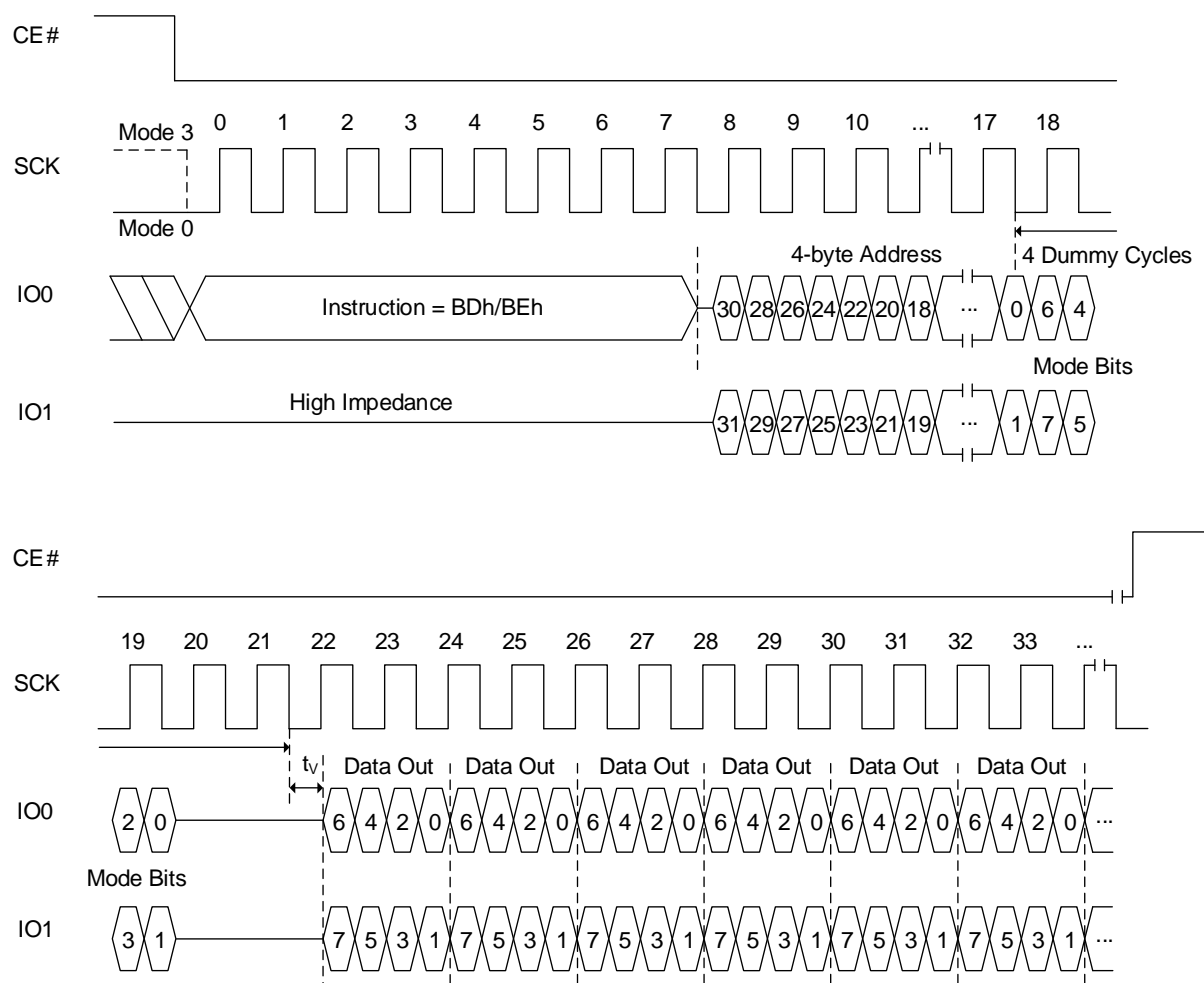 CE#
Mode 3 0 1 2 3 4 5 6 7 8 9 10 ... 17 18
SCK
Mode 0
4-byte Address 4 Dummy Cycles
IO0 Instruction = BDh/BEh 30 28 26 24 22 20 18 ... 0 6 4
Mode Bits
IO1 High Impedance 31 29 27 25 23 21 19 ... 1 7 5
CE#
19 20 21 22 23 24 25 26 27 28 29 30 31 32 33 ...
SCK
tV Data Out Data Out Data Out Data Out Data Out Data Out
IO0 2 0 6 4 2 0 6 4 2 0 6 4 2 0 6 4 2 0 6 4 2 0 6 4 2 0 ...
Mode Bits
IO1 3 1 7 5 3 1 7 5 3 1 7 5 3 1 7 5 3 1 7 5 3 1 7 5 3 1 ...